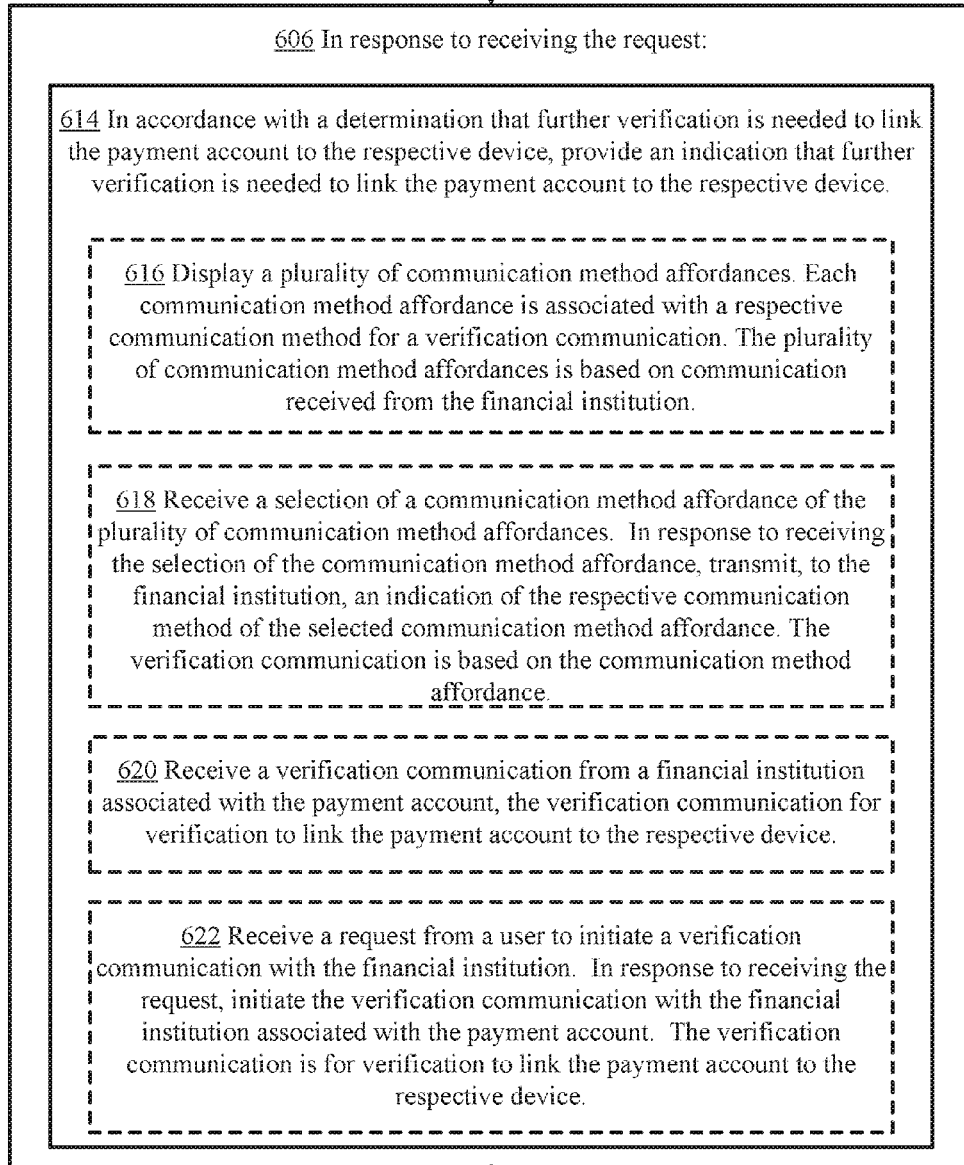 606 In response to receiving the request:
614 In accordance with a determination that further verification is needed to link
the payment account to the respective device, provide an indication that further
verification is needed to link the payment account to the respective device.
616 Display a plurality of communication method affordances. Each
communication method affordance is associated with a respective
communication method for a verification communication. The plurality
of communication method affordances is based on communication
received from the financial institution.
618 Receive a selection of a communication method affordance of the
plurality of communication method affordances. In response to receiving
the selection of the communication method affordance, transmit, to the
financial institution, an indication of the respective communication
method of the selected communication method affordance. The
verification communication is based on the communication method
affordance.
620 Receive a verification communication from a financial institution
associated with the payment account, the verification communication for
verification to link the payment account to the respective device.
622 Receive a request from a user to initiate a verification
communication with the financial institution. In response to receiving the
request, initiate the verification communication with the financial
institution associated with the payment account. The verification
communication is for verification to link the payment account to the
respective device.